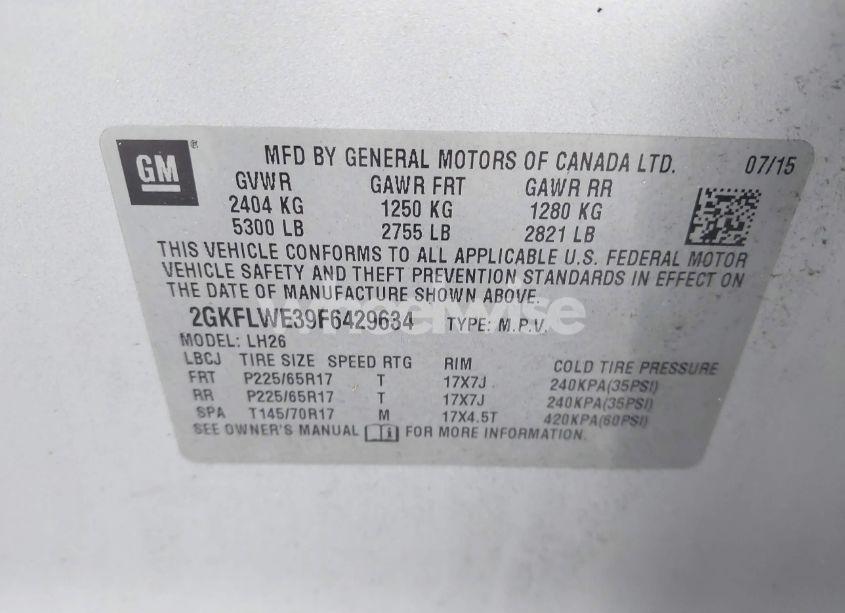 GM ® MFD BY GENERAL MOTORS OF CANADA LTD. 07/15
GVWR GAWR FRT GAWR RR
2404 KG 1250 KG 1280 KG
5300 LB 2755 LB 2821 LB
THIS VEHICLE CONFORMS TO ALL APPLICABLE U.S. FEDERAL MOTOR
VEHICLE SAFETY AND THEFT PREVENTION STANDARDS IN EFFECT ON
THE DATE OF MANUFACTURE SHOWN ABOVE.
2GKFLWE39F6429634 TYPE: M.P.V.
MODEL: LH26
LBCJ TIRE SIZE SPEED RTG RIM COLD TIRE PRESSURE
FRT P225/65R17 T 17X7J 240KPA(35PSI)
RR P225/65R17 T 17X7J 240KPA(35PSI)
SPA T145/70R17 M 17X4.5T 420KPA(60PSI)
SEE OWNER'S MANUAL i FOR MORE INFORMATION.